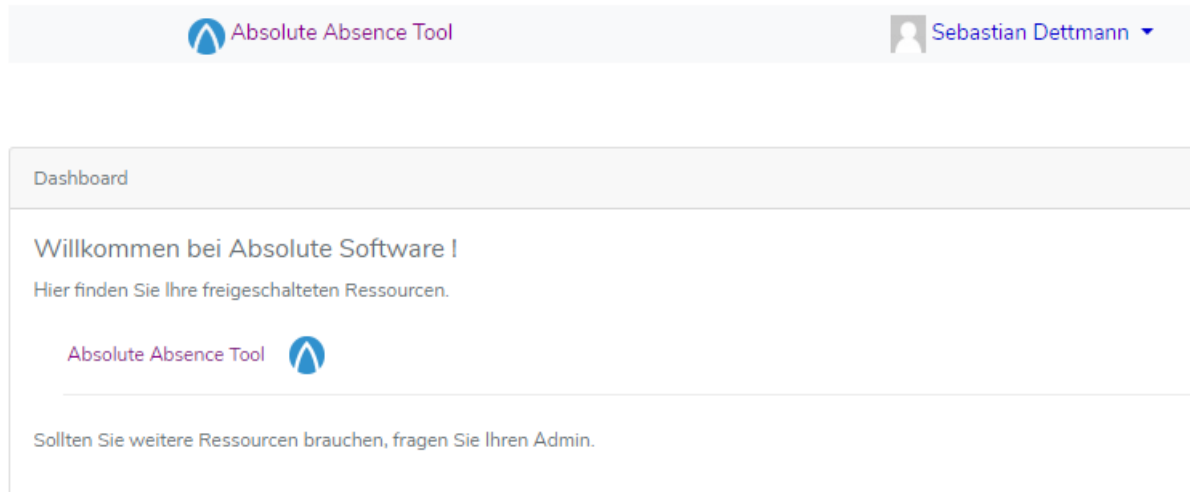 Absolute Absence Tool
Sebastian Dettmann
Dashboard
Willkommen bei Absolute Software !
Hier finden Sie Ihre freigeschalteten Ressourcen.
Absolute Absence Tool
Sollten Sie weitere Ressourcen brauchen, fragen Sie Ihren Admin.